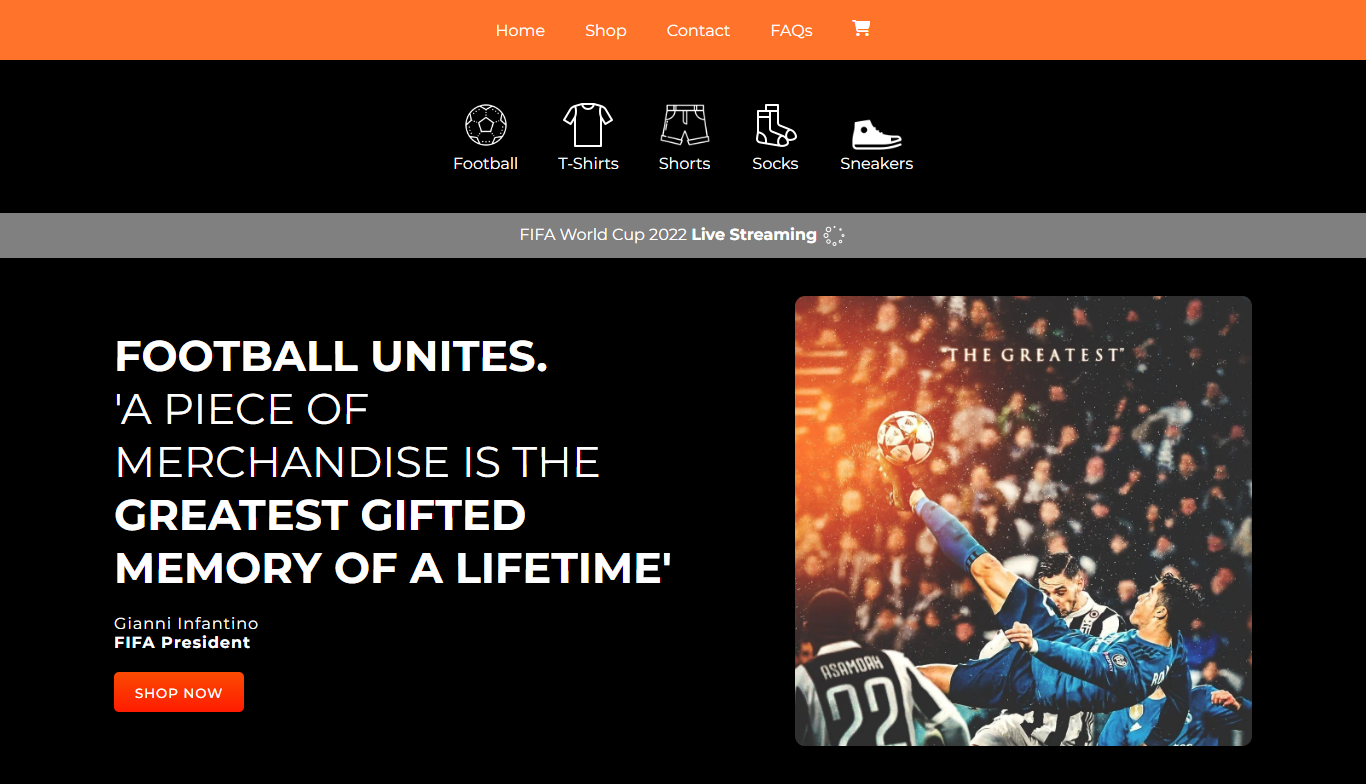 Home Shop Contact FAQs
Football T-Shirts Shorts Socks Sneakers
FIFA World Cup 2022 Live Streaming
FOOTBALL UNITES.
'A PIECE OF
MERCHANDISE IS THE
GREATEST GIFTED
MEMORY OF A LIFETIME'
Gianni Infantino
FIFA President
SHOP NOW
"THE GREATEST"
ASAMOAH
22